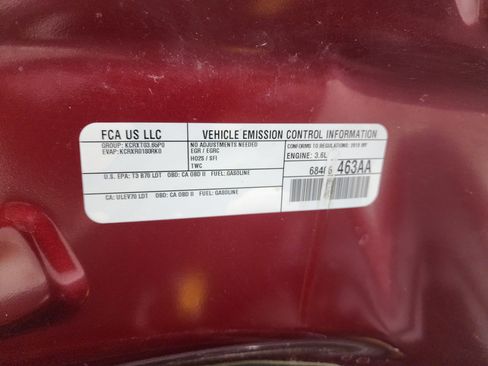 FCA US LLC
VEHICLE EMISSION CONTROL INFORMATION
GROUP: KCRXT03.65P0
EVAP: KCRXR0180RK0
NO ADJUSTMENTS NEEDED
EGR / EGRC
HO2S / SFI
TWC
CONFORMS TO REGULATIONS: 2019 MY
ENGINE: 3.6L
463AA
U.S. EPA: T3 B70 LDT OBD: CA OBD II FUEL: GASOLINE
CA: ULEV70 LDT OBD: CA OBD II FUEL: GASOLINE